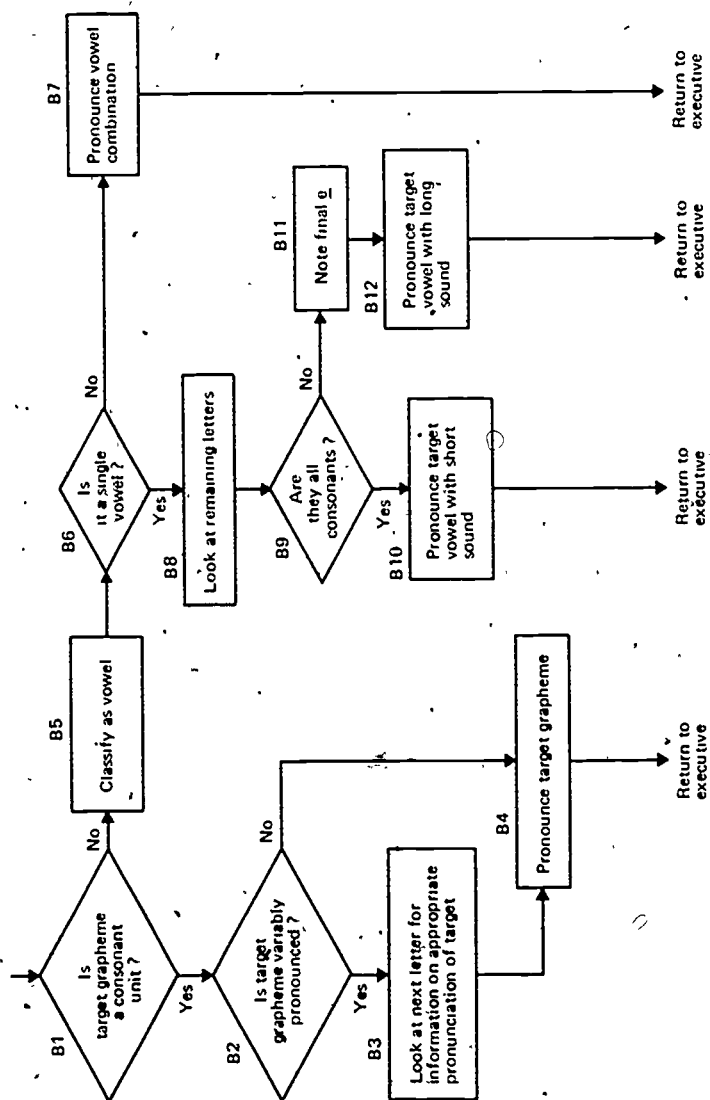 B1
Is
target grapheme
a consonant
unit ?
No
Yes
B2
Is target
grapheme variably
pronounced ?
No
Yes
B3
Look at next letter for
information on appropriate
pronunciation of target
B4
Pronounce target grapheme
Return to
executive
B5
Classify as vowel
B6
Is
it a single
vowel ?
No
Yes
B7
Pronounce vowel
combination
Return to
executive
B8
Look at remaining letters
B9
Are
they all
consonants ?
No
Yes
B10
Pronounce target
vowel with short
sound
Return to
executive
B11
Note final e
B12
Pronounce target
vowel with long
sound
Return to
executive